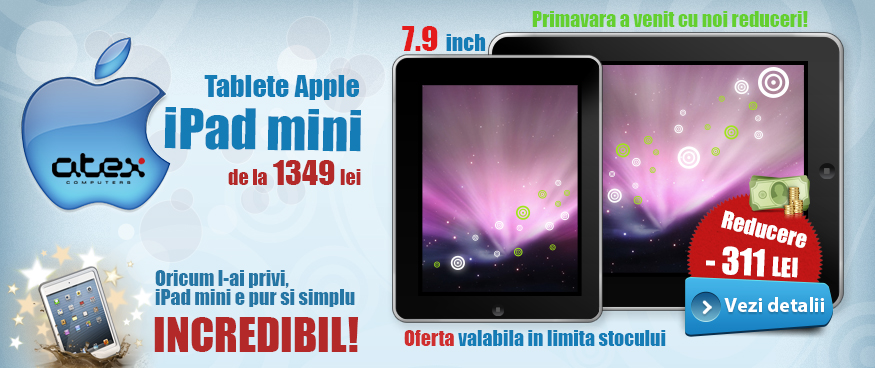 Primavara a venit cu noi reduceri!
7.9 inch
Tablete Apple
iPad mini
de la 1349 lei
atex
COMPUTERS
Reducere
- 311 LEI
Vezi detalii
Oricum l-ai privi,
iPad mini e pur si simplu
INCREDIBIL!
Oferta valabila in limita stocului